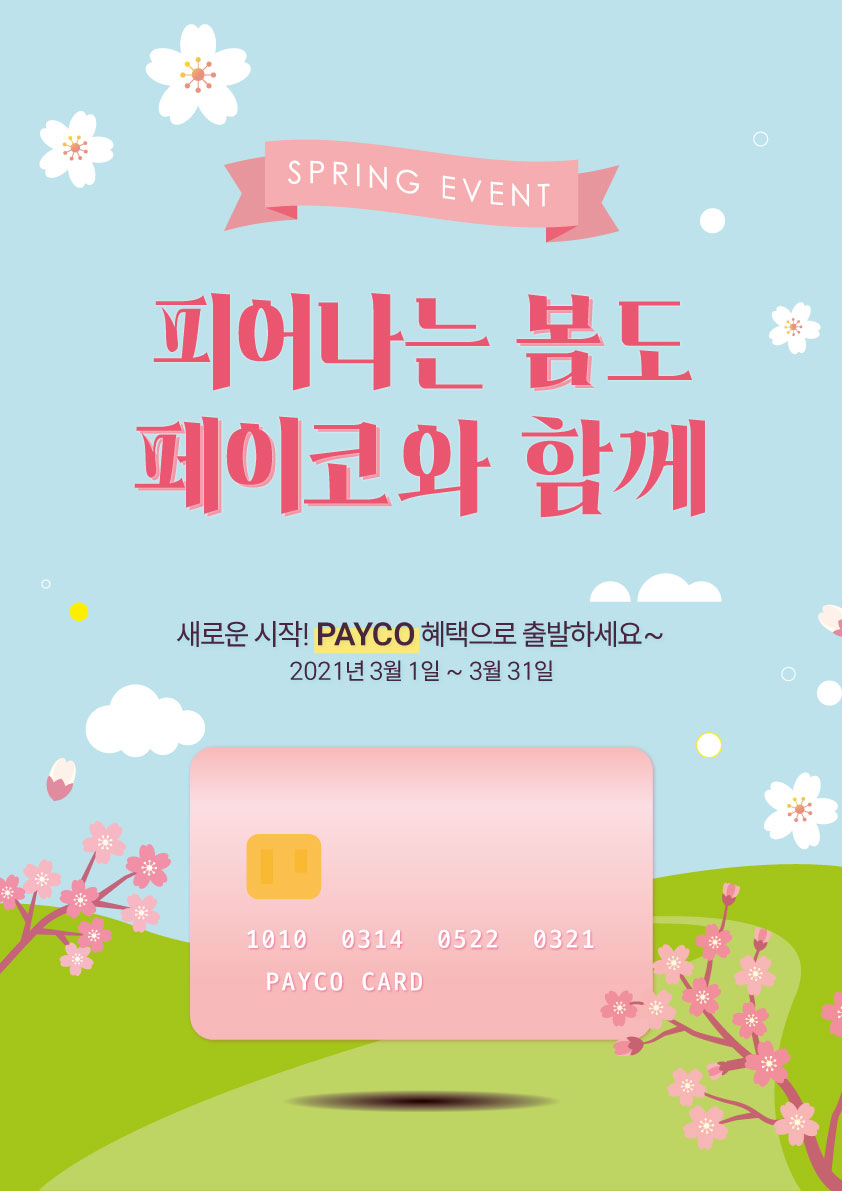 SPRING EVENT
피어나는 봄도
페이코와 함께
새로운 시작! PAYCO 혜택으로 출발하세요~
2021년 3월 1일 ~ 3월 31일
1010 0314 0522 0321
PAYCO CARD